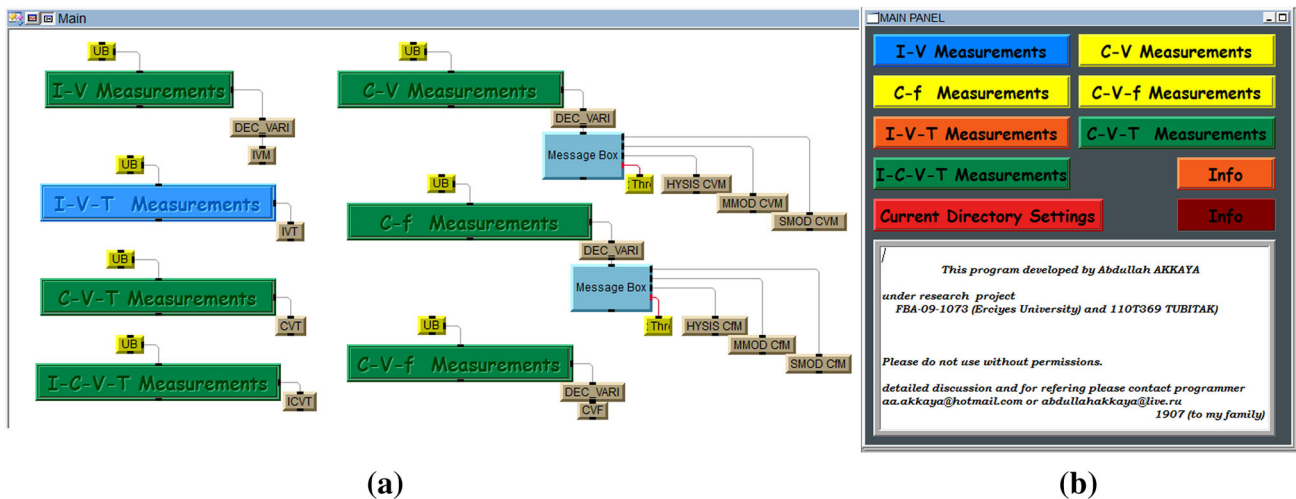 Main
UB
I-V Measurements
DEC_VARI
IVM
UB
I-V-T Measurements
IVT
UB
C-V-T Measurements
CVT
UB
I-C-V-T Measurements
ICVT
UB
C-V Measurements
DEC_VARI
Message Box
: Thro
HYSIS CVM
MMOD CVM
SMOD CVM
UB
C-f Measurements
DEC_VARI
Message Box
: Thro
HYSIS CfM
MMOD CfM
SMOD CfM
UB
C-V-f Measurements
DEC_VARI
CVF
(a)
MAIN PANEL
I-V Measurements
C-V Measurements
C-f Measurements
C-V-f Measurements
I-V-T Measurements
C-V-T Measurements
I-C-V-T Measurements
Info
Current Directory Settings
Info
This program developed by Abdullah AKKAYA
under research project
FBA-09-1073 (Erciyes University) and 110T369 TUBITAK)
Please do not use without permissions.
detailed discussion and for refering please contact programmer
aa.akkaya@hotmail.com or abdullahakkaya@live.ru
1907 (to my family)
(b)